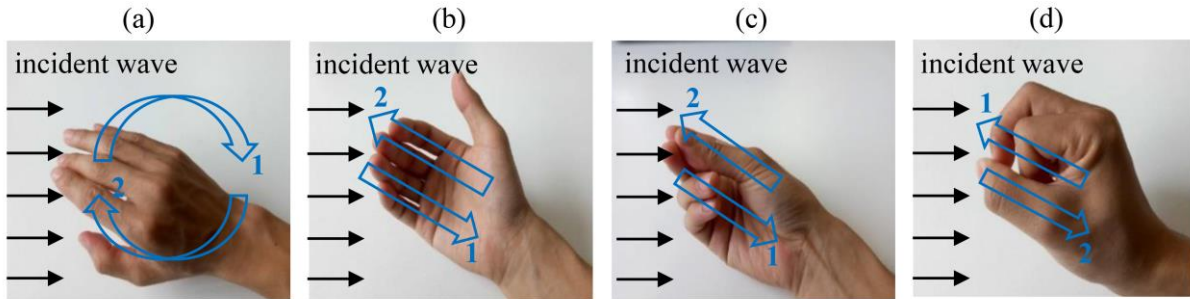 (a)
(b)
(c)
(d)
incident wave
1
2
incident wave
2
1
incident wave
2
1
incident wave
1
2